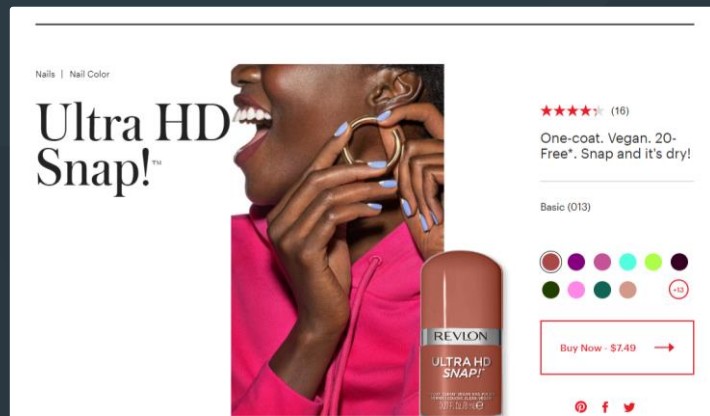 Nails | Nail Color
Ultra HD
Snap!™
(16)
One-coat. Vegan. 20-
Free*. Snap and it's dry!
Basic (013)
+13
Buy Now - $7.49
REVLON
ULTRA HD
SNAP!™